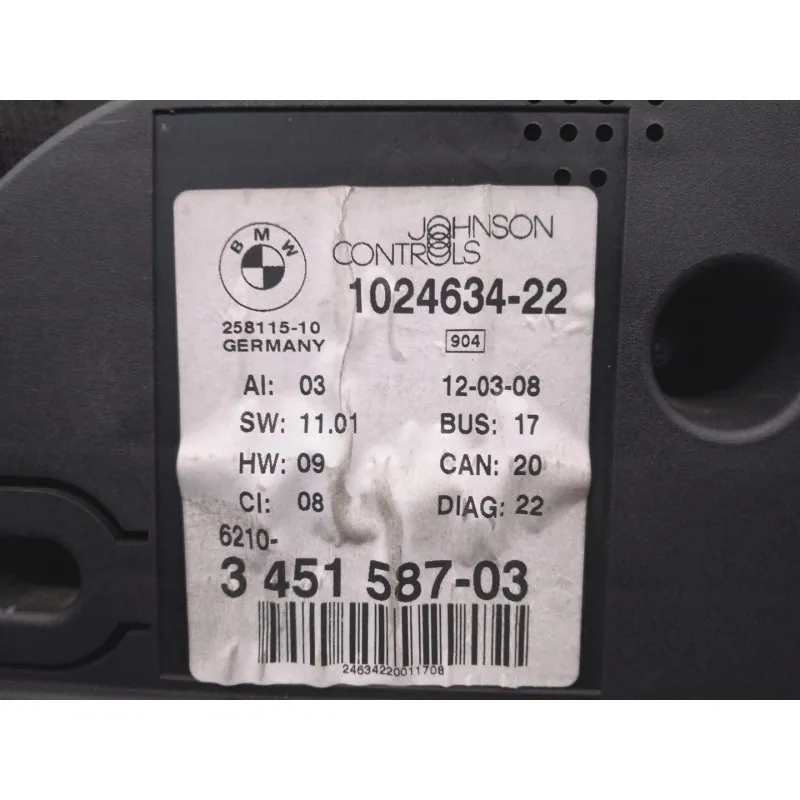 BMW
JOHNSON
CONTROLS
1024634-22
258115-10
GERMANY
904
AI: 03 12-03-08
SW: 11.01 BUS: 17
HW: 09 CAN: 20
CI: 08 DIAG: 22
6210-
3 451 587-03
24634220011708